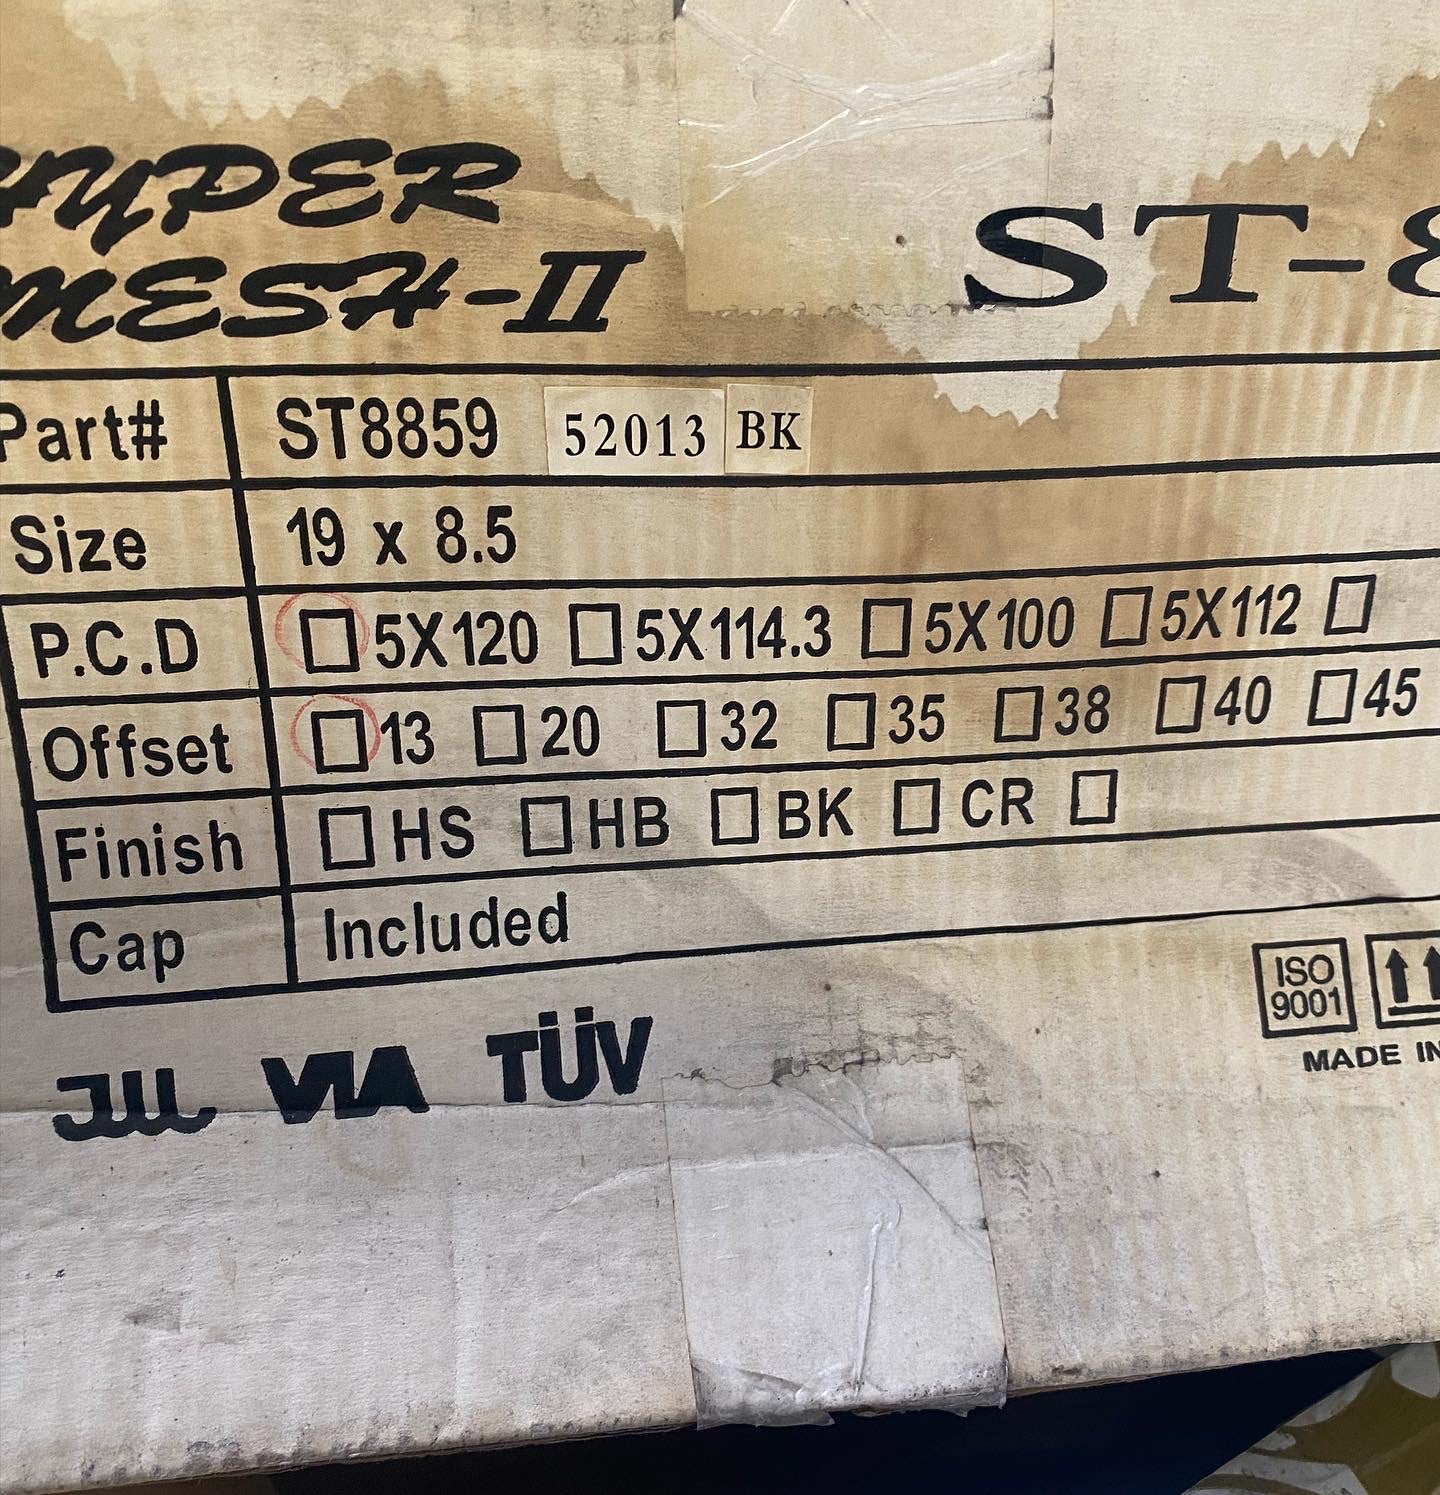 HYPER
MESH-II
ST-8
Part# ST8859 52013 BK
Size 19 x 8.5
P.C.D ☐ 5X120 ☐ 5X114.3 ☐ 5X100 ☐ 5X112 ☐
Offset ☐ 13 ☐ 20 ☐ 32 ☐ 35 ☐ 38 ☐ 40 ☐ 45
Finish ☐ HS ☐ HB ☐ BK ☐ CR ☐
Cap Included
JWL VIA TÜV
ISO
9001
MADE IN